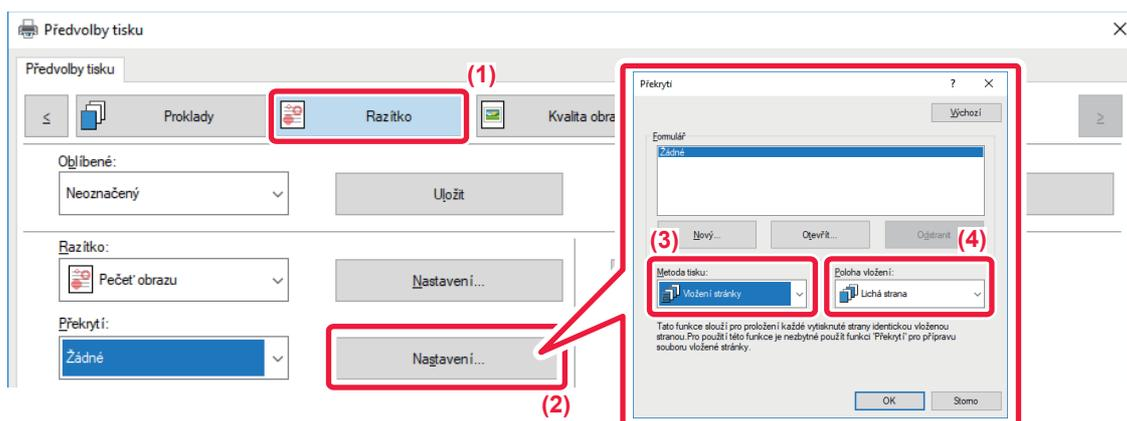 Předvolby tisku
Předvolby tisku
(1)
<
Proklady
Razítko
Kvalita obra
>
Oblíbené:
Neoznačený
Uložit
Razítko:
Pečeť obrazu
Nastavení...
Překrytí:
Žádné
Nastavení...
(2)
Překrytí
?
Výchozí
Formulář
Žádné
Nový...
Otevřít...
Odstranit
(3)
(4)
Metoda tisku:
Vložení stránky
Poloha vložení:
Lichá strana
Tato funkce slouží pro proložení každé vytisknuté strany identickou vloženou
stranou.Pro použití této funkce je nezbytné použít funkci 'Překrytí' pro přípravu
souboru vložené stránky.
OK
Storno